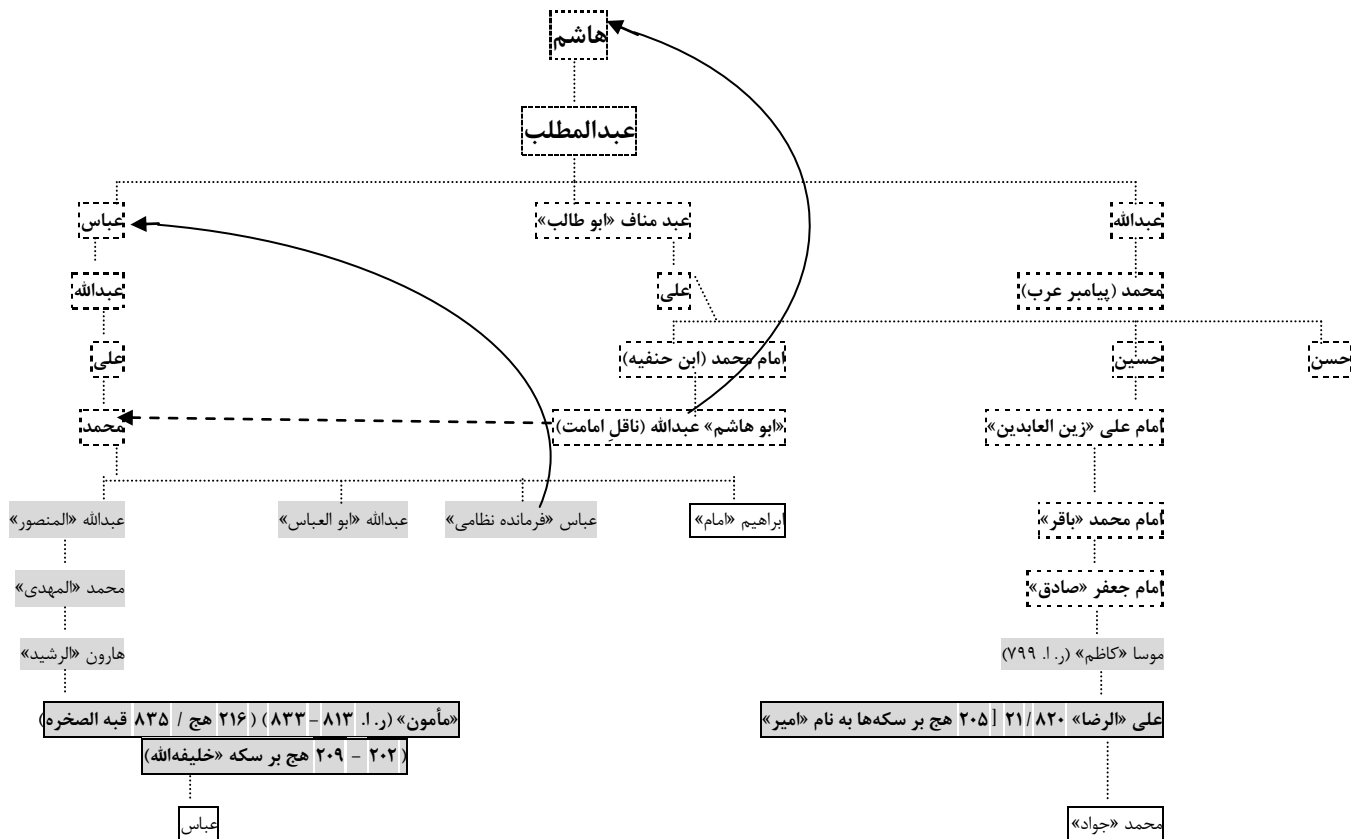 هاشم
عبدالمطلب
عبدالله
عبد مناف «ابو طالب»
عباس
محمد (پیامبر عرب)
علی
عبدالله
حسن
حسین
امام محمد (ابن حنفیه)
علی
امام علی «زین العابدین»
«ابو هاشم» عبدالله (ناقلِ امامت)
محمد
ابراهیم «امام»
عباس «فرمانده نظامی»
عبدالله «ابو العباس»
عبدالله «المنصور»
امام محمد «باقر»
امام جعفر «صادق»
محمد «المهدی»
موسا «کاظم» (ر. ا. ۷۹۹)
هارون «الرشید»
علی «الرضا» ۲۱/۸۲۰ [ ۲۰۵ هج بر سکه‌ها به نام «امیر»
«مأمون» (ر. ا. ۸۱۳ – ۸۳۳) ( ۲۱۶ هج / ۸۳۵ قبه الصخره)
( ۲۰۲ – ۲۰۹ هج بر سکه «خلیفه‌الله)
محمد «جواد»
عباس